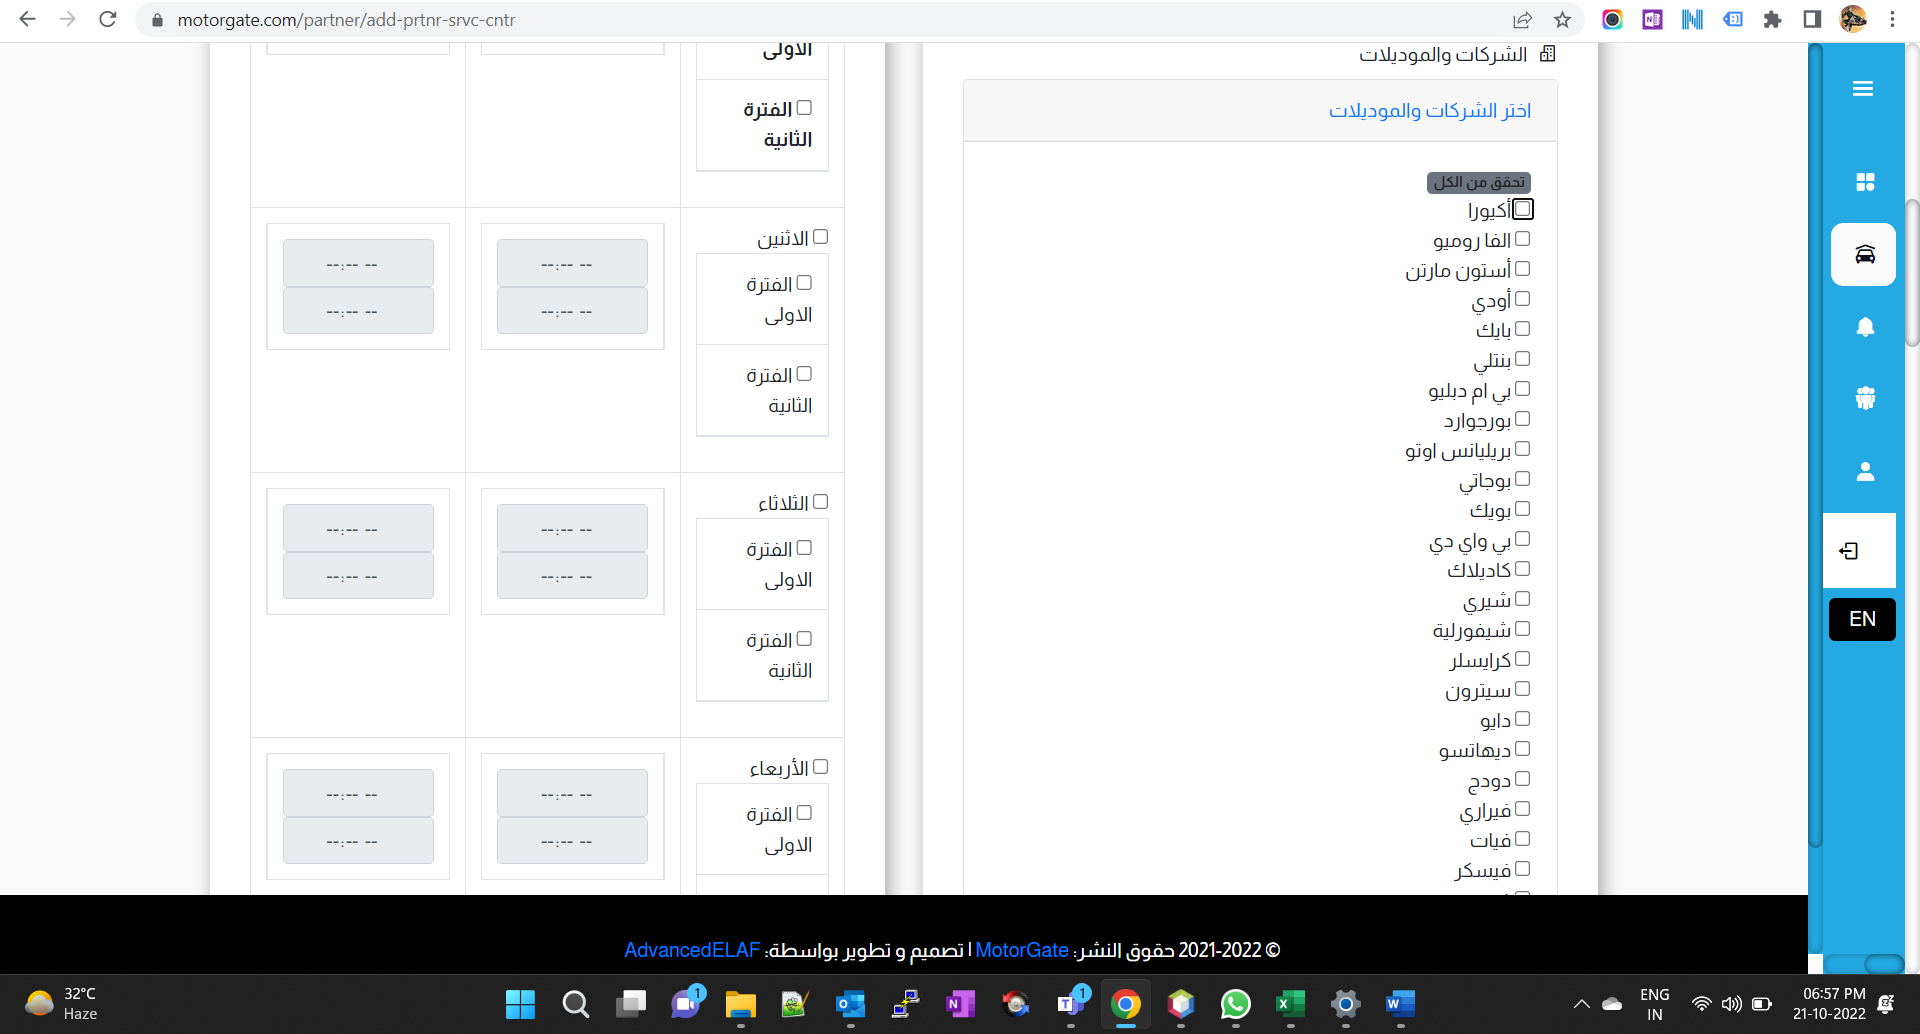 motorgate.com/partner/add-prtnr-srvc-cntr
الشركات والموديلات
اختر الشركات والموديلات
تحقق من الكل
أكيورا
الفا روميو
أستون مارتن
أودي
بايك
بنتلي
بي ام دبليو
بورجوارد
بريليانس اوتو
بوجاتي
بويك
بي واي دي
كاديلاك
شيري
شيفورلية
كرايسلر
سيترون
دايو
ديهاتسو
دودج
فيراري
فيات
فيسكر
الاولى
الفترة
الثانية
الاثنين
الفترة
الاولى
--:-- -- --:-- --
--:-- -- --:-- --
الفترة
الثانية
الثلاثاء
الفترة
الاولى
--:-- -- --:-- --
--:-- -- --:-- --
الفترة
الثانية
الأربعاء
الفترة
الاولى
--:-- -- --:-- --
--:-- -- --:-- --
EN
© 2021-2022 حقوق النشر: MotorGate | تصميم و تطوير بواسطة: AdvancedELAF
32°C
Haze
1
1
ENG
IN
06:57 PM
21-10-2022